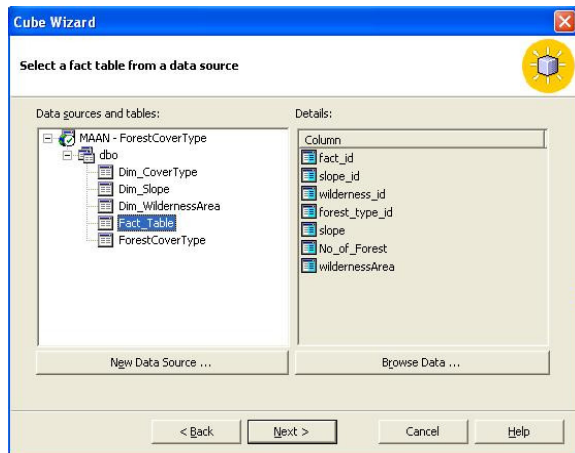 Cube Wizard
Select a fact table from a data source
Data sources and tables:
MAAN - ForestCoverType
dbo
Dim_CoverType
Dim_Slope
Dim_WildernessArea
Fact_Table
ForestCoverType
New Data Source ...
Details:
Column
fact_id
slope_id
wilderness_id
forest_type_id
slope
No_of_Forest
wildernessArea
Browse Data ...
< Back
Next >
Cancel
Help